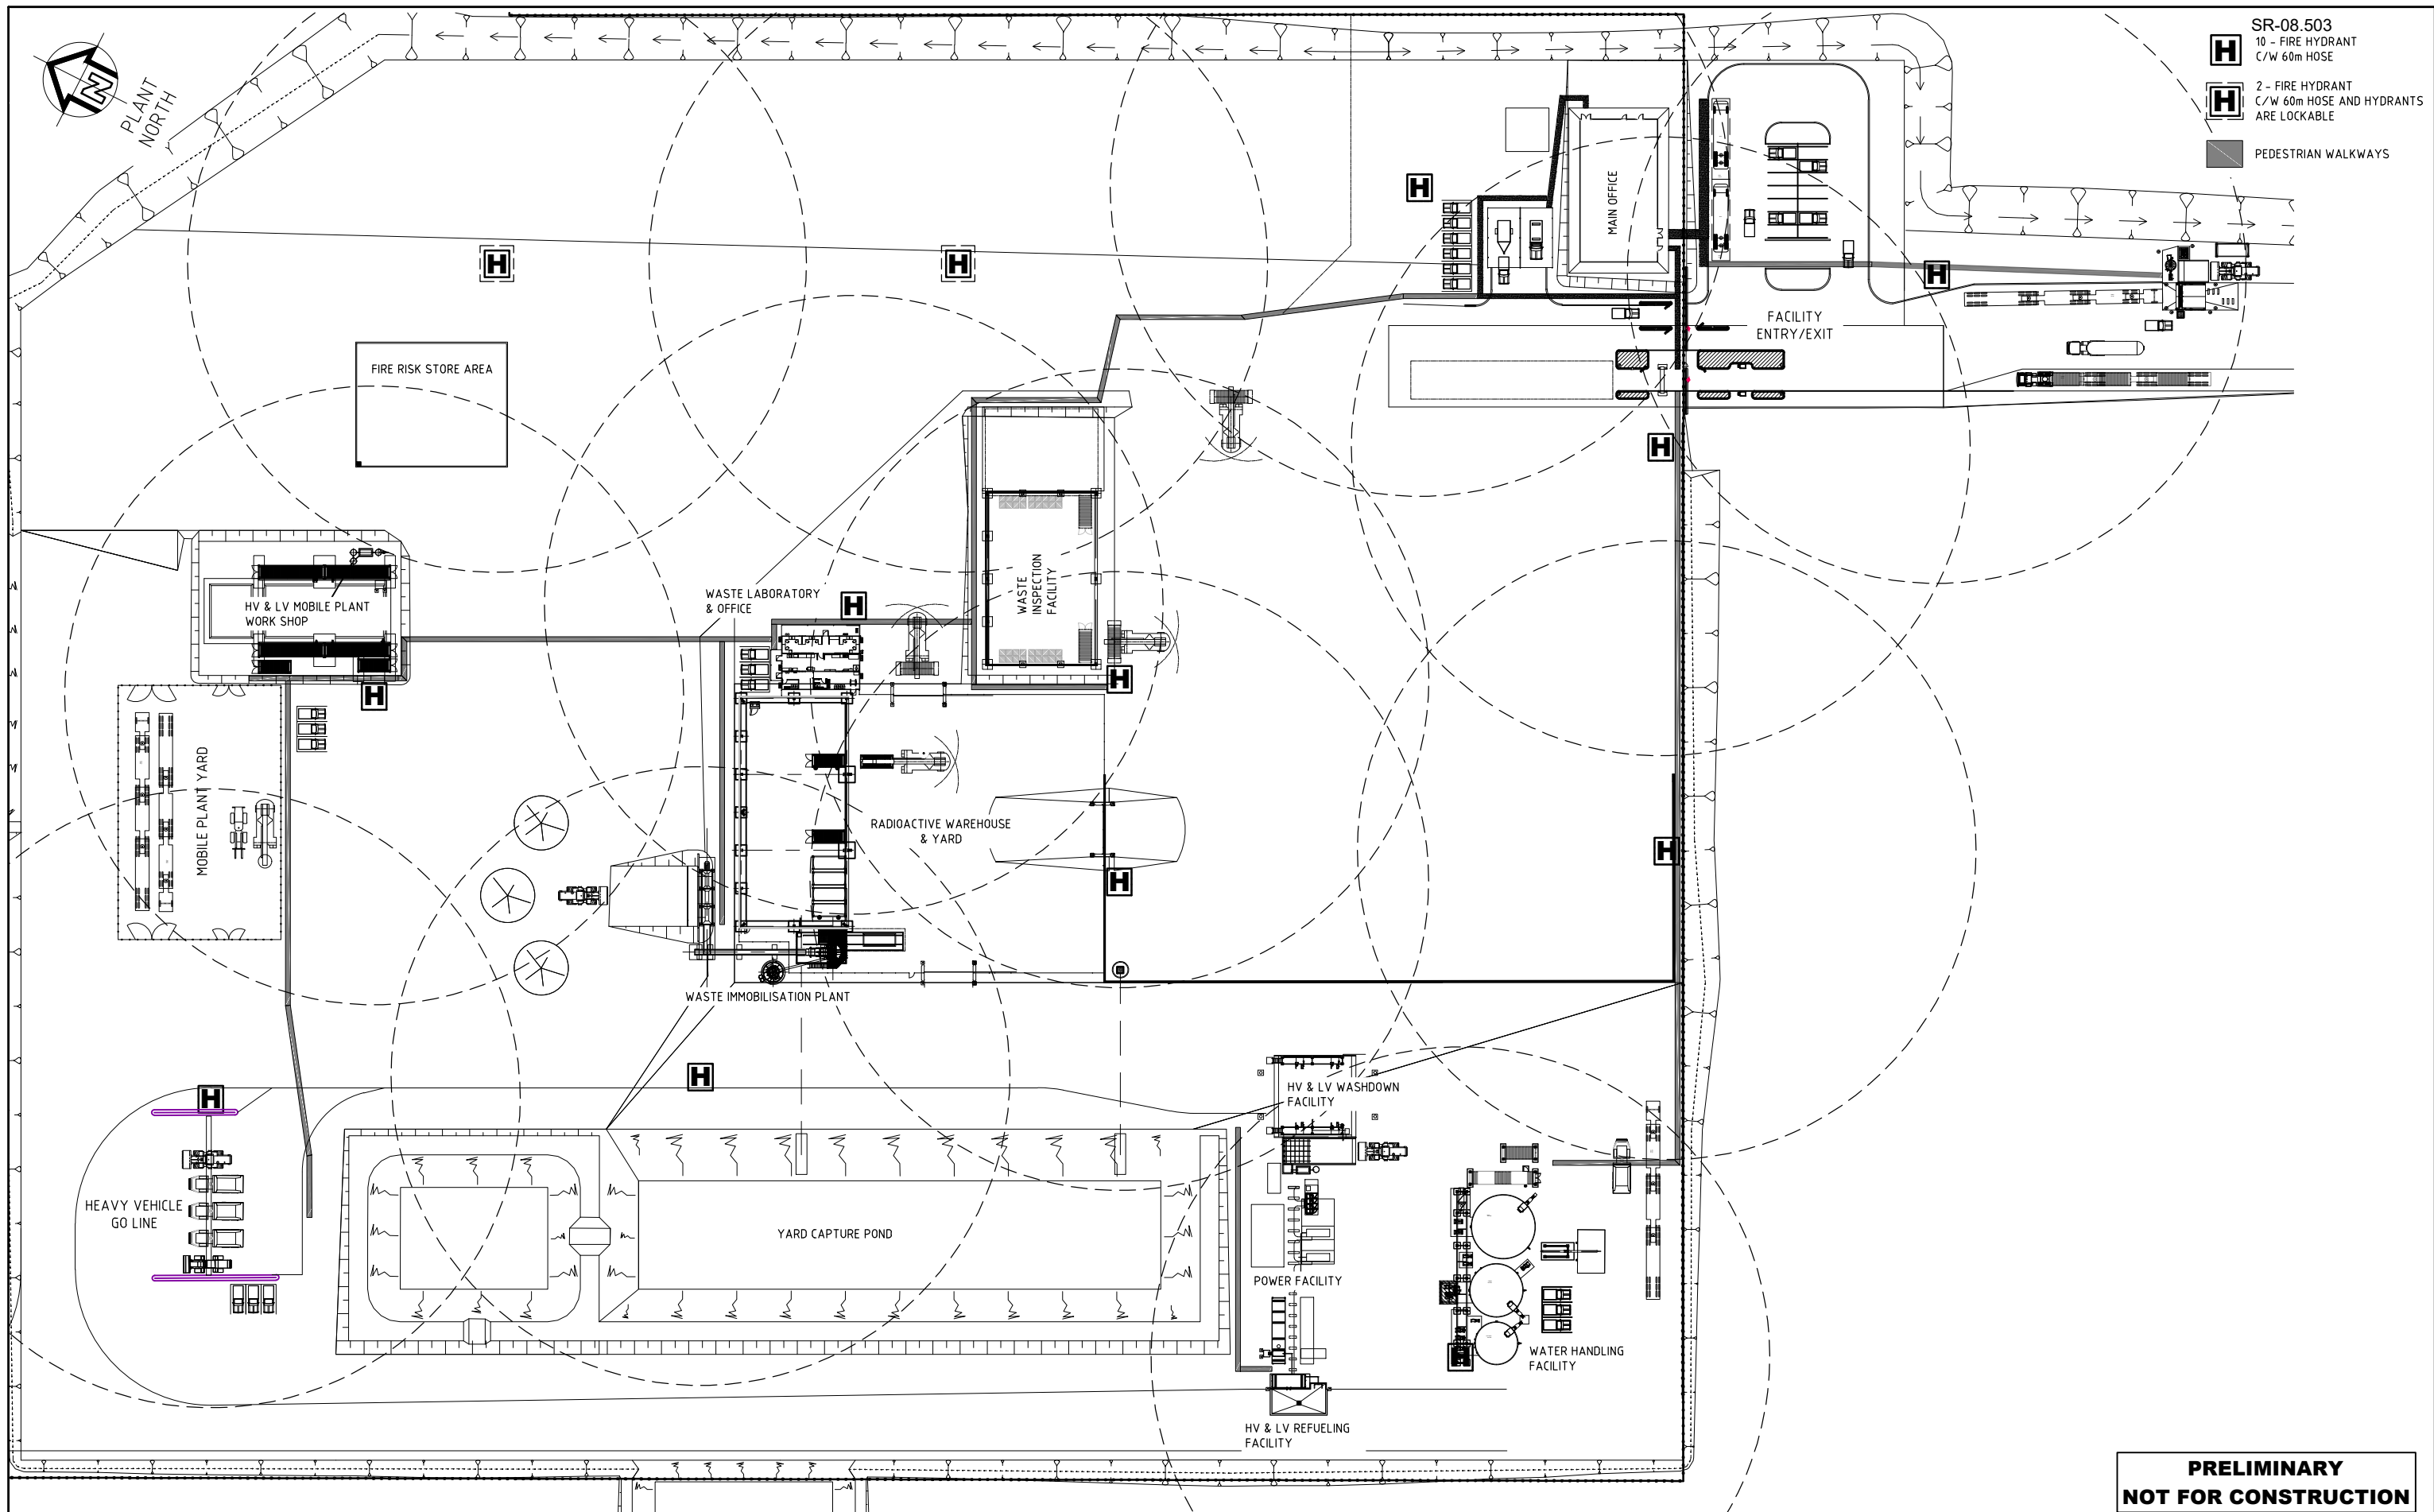 SR-08.503
H
10 - FIRE HYDRANT
C/W 60m HOSE
H
2 - FIRE HYDRANT
C/W 60m HOSE AND HYDRANTS
ARE LOCKABLE
PEDESTRIAN WALKWAYS
N
PLANT
NORTH
MAIN OFFICE
H
H
H
H
FACILITY
ENTRY/EXIT
FIRE RISK STORE AREA
H
WASTE
INSPECTION
FACILITY
WASTE LABORATORY
& OFFICE
H
HV & LV MOBILE PLANT
WORK SHOP
H
H
MOBILE PLANT YARD
RADIOACTIVE WAREHOUSE
& YARD
H
H
WASTE IMMOBILISATION PLANT
H
H
HV & LV WASHDOWN
FACILITY
HEAVY VEHICLE
GO LINE
YARD CAPTURE POND
POWER FACILITY
H
WATER HANDLING
FACILITY
HV & LV REFUELING
FACILITY
PRELIMINARY
NOT FOR CONSTRUCTION